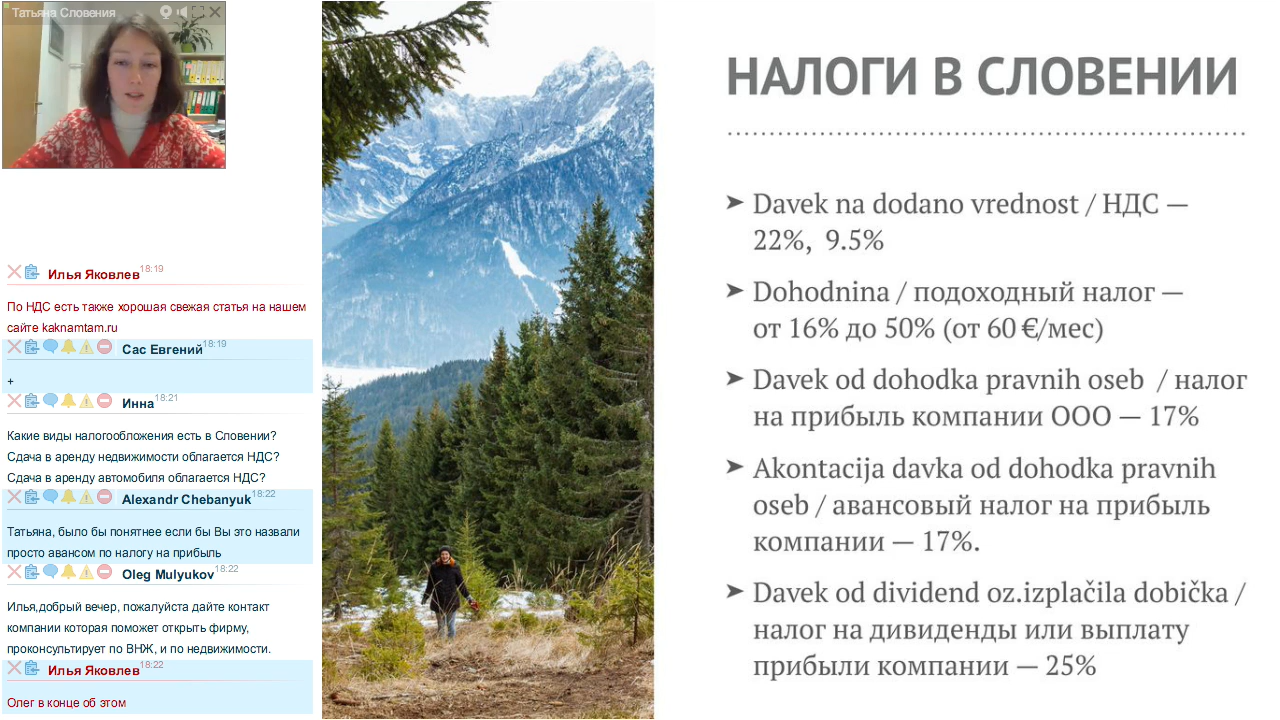 Татьяна Словения
Илья Яковлев 18:19
По НДС есть также хорошая свежая статья на нашем
сайте kaknamtam.ru
Сас Евгений 18:19
+
Инна 18:21
Какие виды налогообложения есть в Словении?
Сдача в аренду недвижимости облагается НДС?
Сдача в аренду автомобиля облагается НДС?
Alexandr Chebanyuk 18:22
Татьяна, было бы понятнее если бы Вы это назвали
просто авансом по налогу на прибыль
Oleg Mulyukov 18:22
Илья,добрый вечер, пожалуйста дайте контакт
компании которая поможет открыть фирму,
проконсультирует по ВНЖ, и по недвижимости.
Илья Яковлев 18:22
Олег в конце об этом
НАЛОГИ В СЛОВЕНИИ
➤ Davek na dodano vrednost / НДС —
22%, 9.5%
➤ Dohodnina / подоходный налог —
от 16% до 50% (от 60 €/мес)
➤ Davek od dohodka pravnih oseb / налог
на прибыль компании ООО — 17%
➤ Akontacija davka od dohodka pravnih
oseb / авансовый налог на прибыль
компании — 17%.
➤ Davek od dividend oz.izplačila dobička /
налог на дивиденды или выплату
прибыли компании — 25%